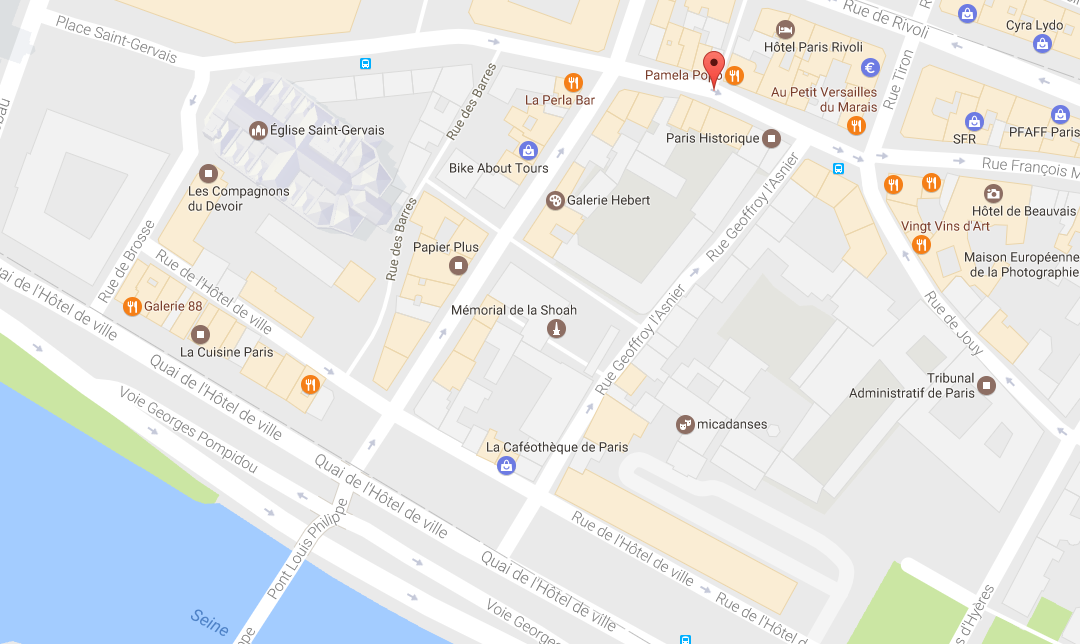 Place Saint-Gervais
Rue de Rivoli
Cyra Lydo
Hôtel Paris Rivoli
Pamela Popo
Rue Tiron
Au Petit Versailles
du Marais
La Perla Bar
Rue des Barres
Église Saint-Gervais
Paris Historique
SFR
PFAFF Paris
Bike About Tours
Rue François M
Les Compagnons
du Devoir
Galerie Hebert
Rue Geoffroy l'Asnier
Hôtel de Beauvais
Vingt Vins d'Art
Rue des Barres
Papier Plus
Maison Européenne
de la Photographie
Rue de Brosse
Rue de l'Hôtel de ville
uai de l'Hôtel de ville
Galerie 88
Mémorial de la Shoah
Rue Geoffroy l'Asnier
Rue de Jouy
La Cuisine Paris
Quai de l'Hôtel de ville
Tribunal
Administratif de Paris
Voie Georges Pompidou
micadanses
La Caféothèque de Paris
Quai de l'Hôtel de ville
Pont Louis Philippe
Rue de l'Hôtel de ville
Quai de l'Hôtel de ville
Rue de l'Hôtel de
Voie Georges
Seine
s d'Hyères
ppe